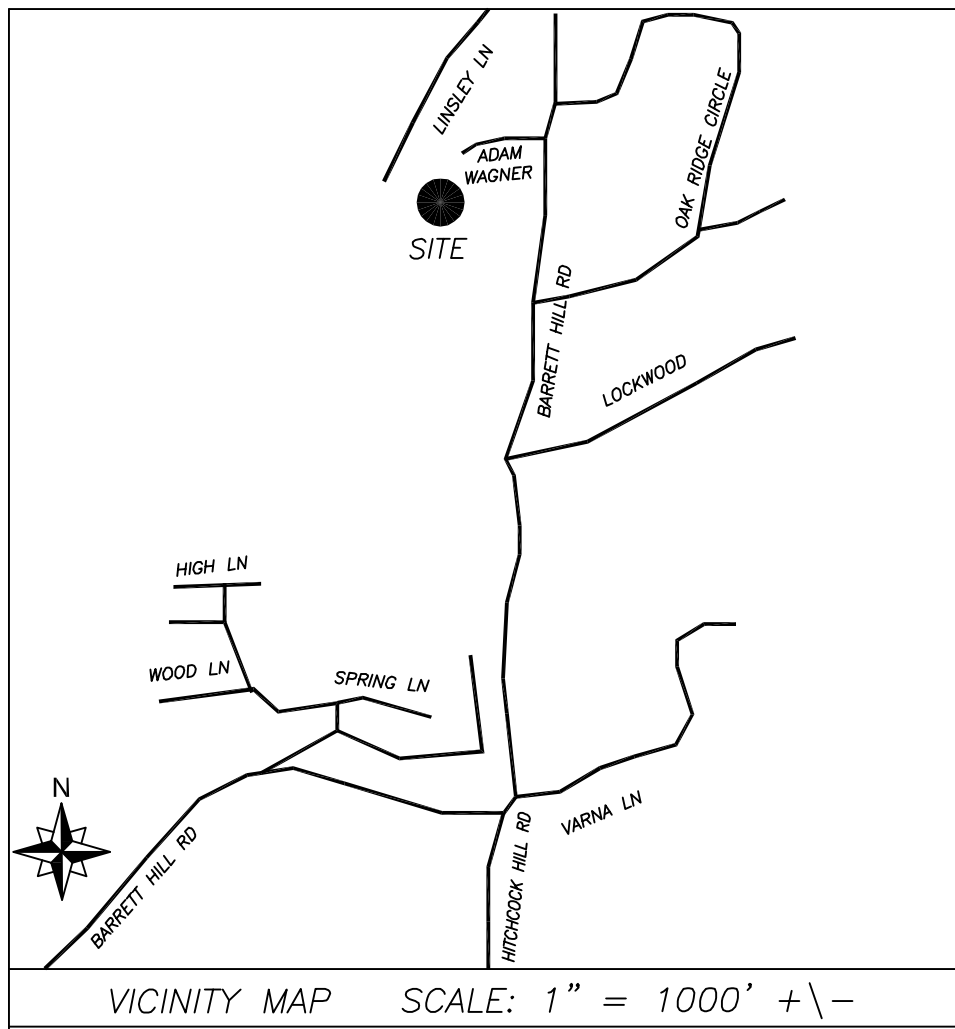 LINSLEY LN
ADAM
WAGNER
OAK RIDGE CIRCLE
SITE
BARRETT HILL RD
LOCKWOOD
HIGH LN
WOOD LN
SPRING LN
N
BARRETT HILL RD
HITCHCOCK HILL RD
VARNA LN
VICINITY MAP SCALE: 1" = 1000' +\-